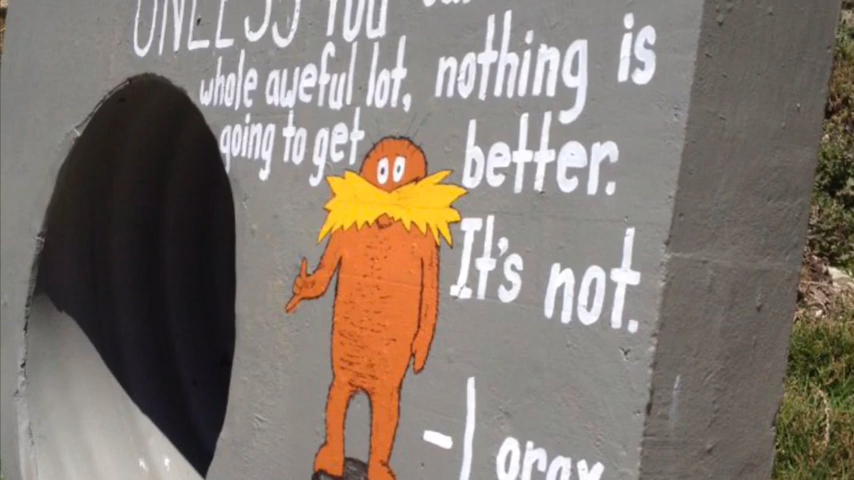 UNLESS You
whole aweful lot, nothing is
going to get better.
It's not.
-Lorax